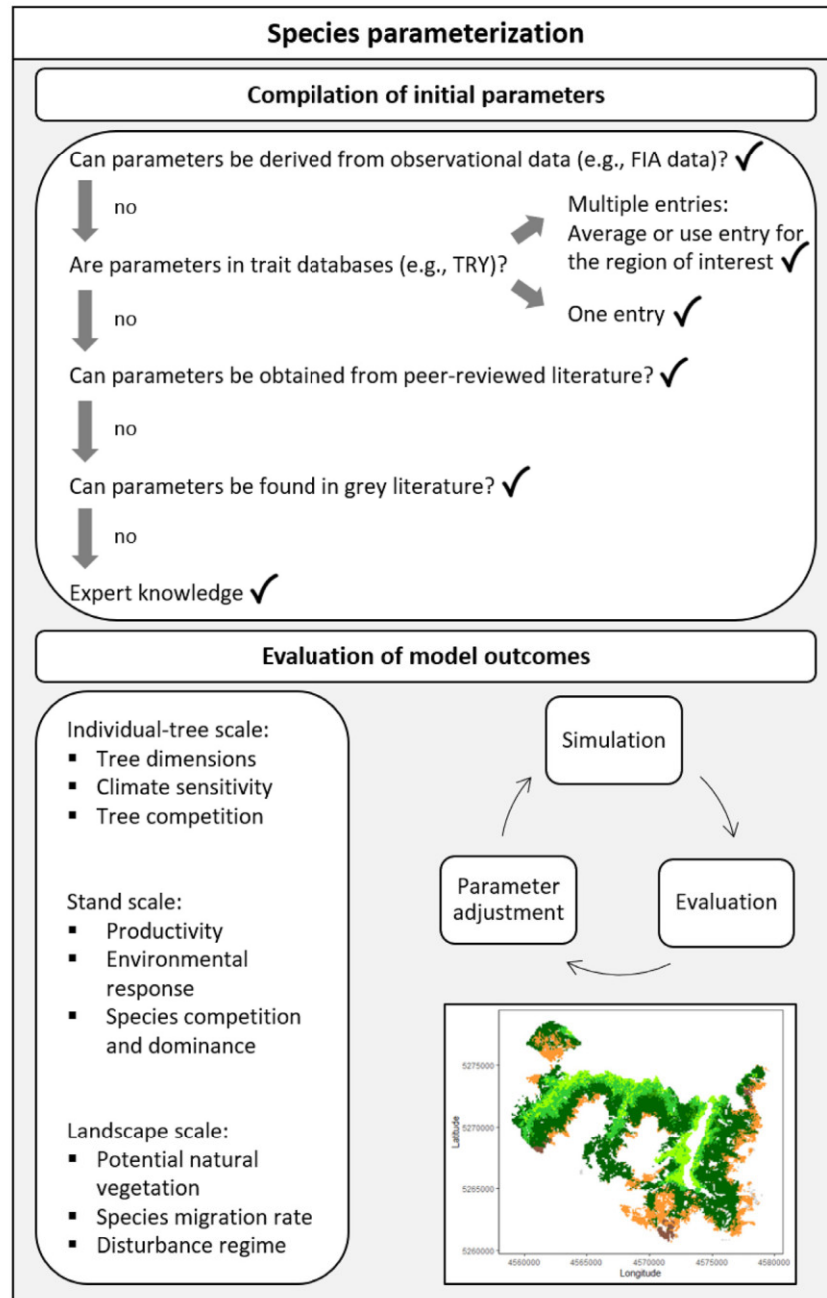 Species parameterization
Compilation of initial parameters
Can parameters be derived from observational data (e.g., FIA data)? ✓
no
Multiple entries:
Average or use entry for
the region of interest ✓
Are parameters in trait databases (e.g., TRY)?
One entry ✓
no
Can parameters be obtained from peer-reviewed literature? ✓
no
Can parameters be found in grey literature? ✓
no
Expert knowledge ✓
Evaluation of model outcomes
Individual-tree scale:
▪ Tree dimensions
▪ Climate sensitivity
▪ Tree competition
Stand scale:
▪ Productivity
▪ Environmental
response
▪ Species competition
and dominance
Landscape scale:
▪ Potential natural
vegetation
▪ Species migration rate
▪ Disturbance regime
Simulation
Parameter
adjustment
Evaluation
Latitude
5275000
5270000
5265000
5260000
4560000 4565000 4570000 4575000 4580000
Longitude